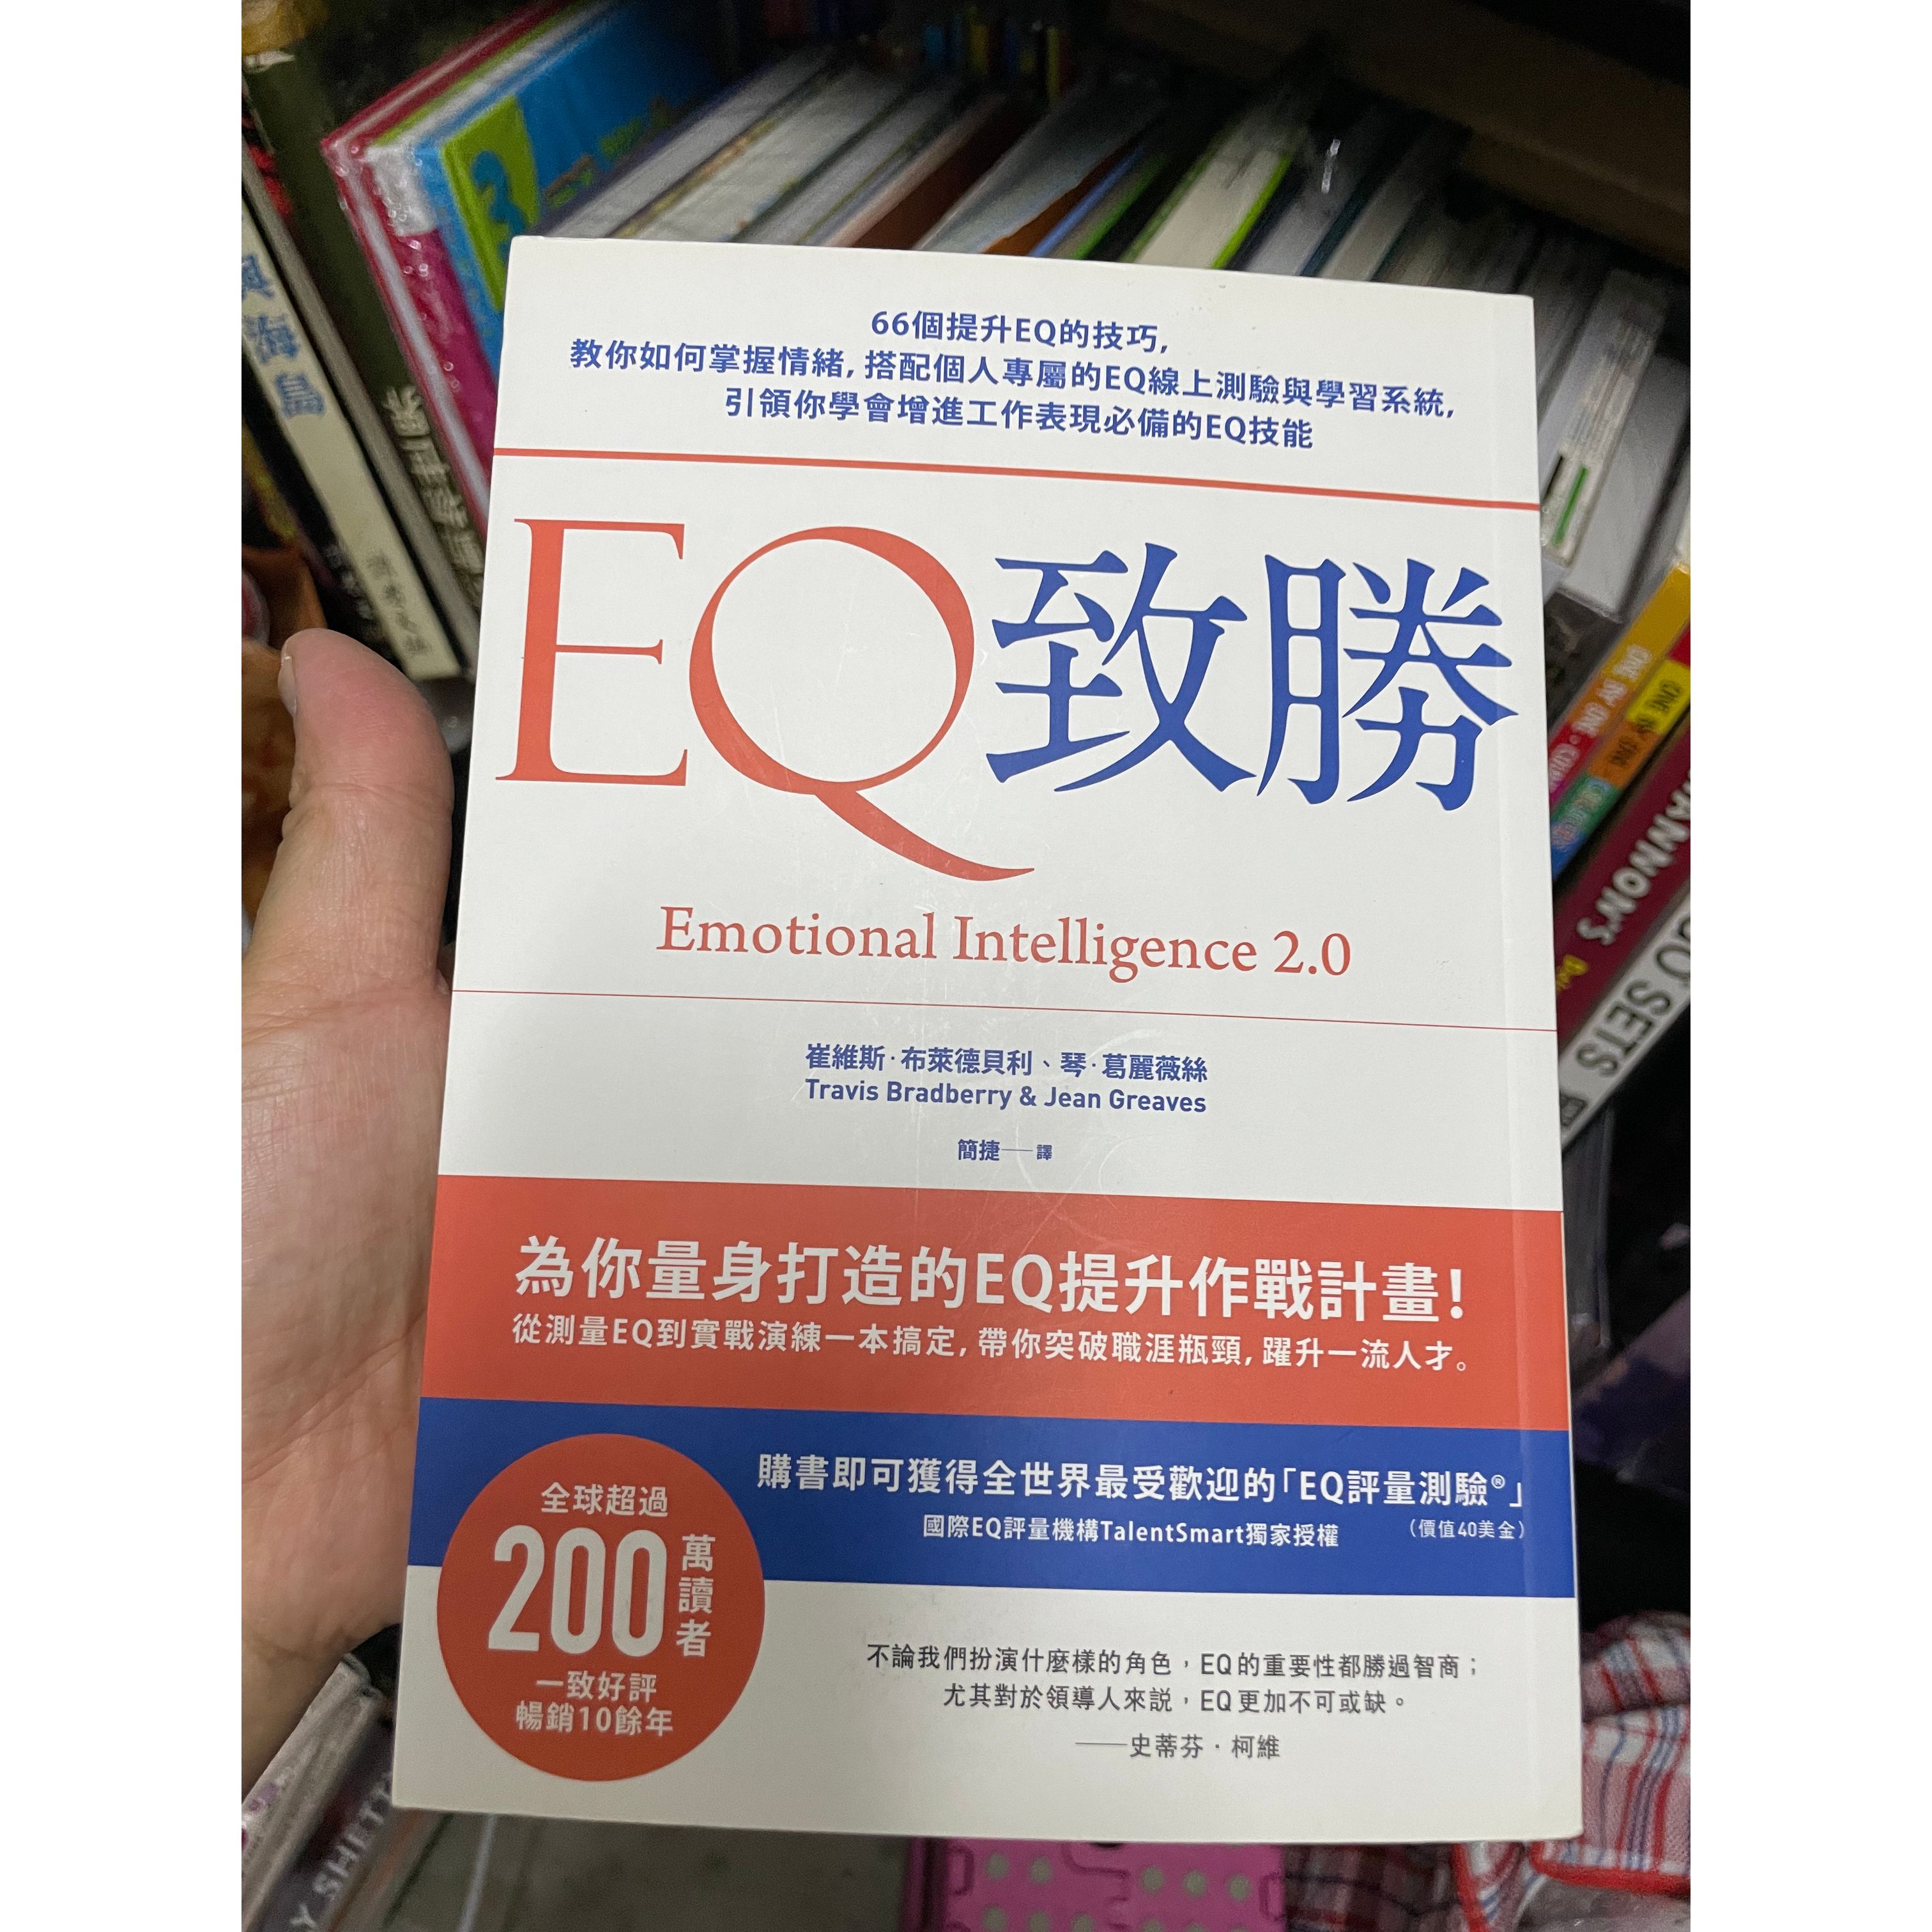 66個提升EQ的技巧,
教你如何掌握情緒, 搭配個人專屬的EQ線上測驗與學習系統,
引領你學會增進工作表現必備的EQ技能
EQ致勝
Emotional Intelligence 2.0
崔維斯·布萊德貝利、琴·葛麗薇絲
Travis Bradberry & Jean Greaves
簡捷——譯
為你量身打造的EQ提升作戰計畫!
從測量EQ到實戰演練一本搞定, 帶你突破職涯瓶頸, 躍升一流人才。
購書即可獲得全世界最受歡迎的「EQ評量測驗®」
國際EQ評量機構TalentSmart獨家授權 (價值40美金)
全球超過
200萬讀者
一致好評
暢銷10餘年
不論我們扮演什麼樣的角色,EQ的重要性都勝過智商;
尤其對於領導人來說,EQ更加不可或缺。
——史蒂芬·柯維
ONE BY ONE
SETS